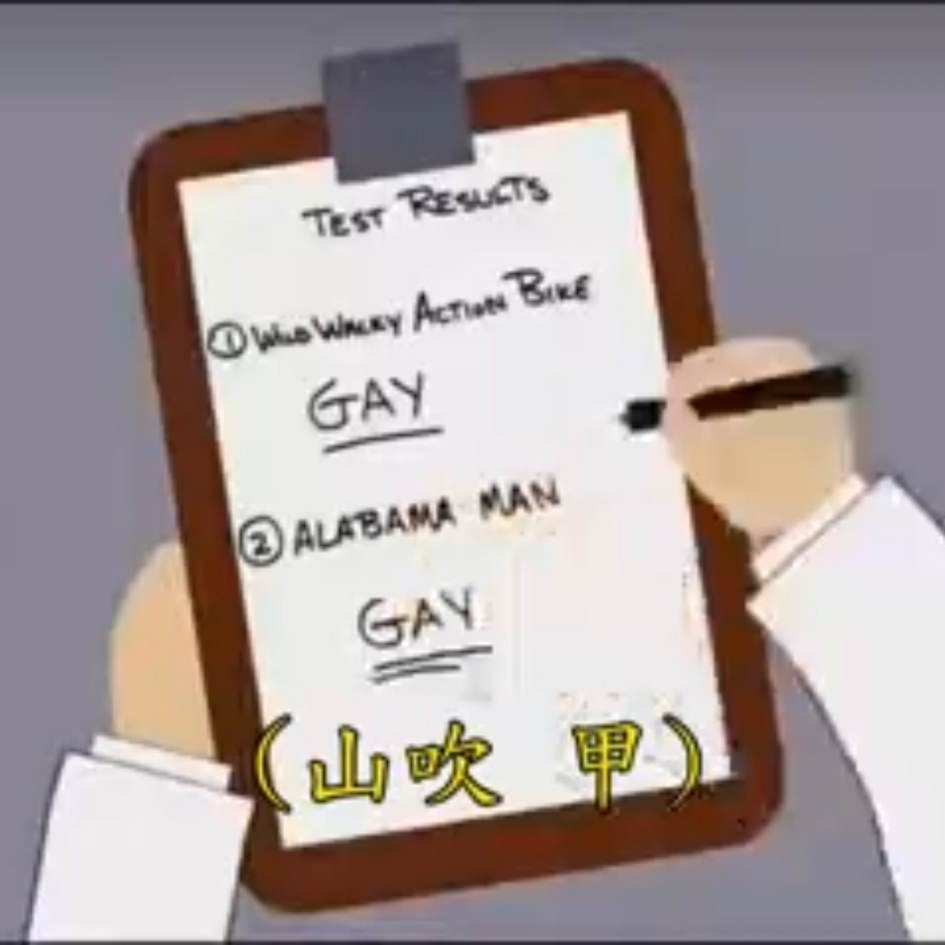 TEST RESULTS
① WILD WACKY ACTION BIKE
GAY
② ALABAMA MAN
GAY
(山吹 甲)